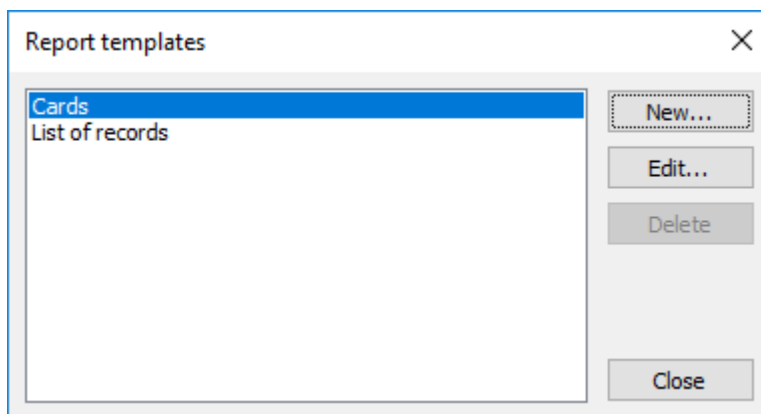 Report templates
Cards
List of records
New...
Edit...
Delete
Close